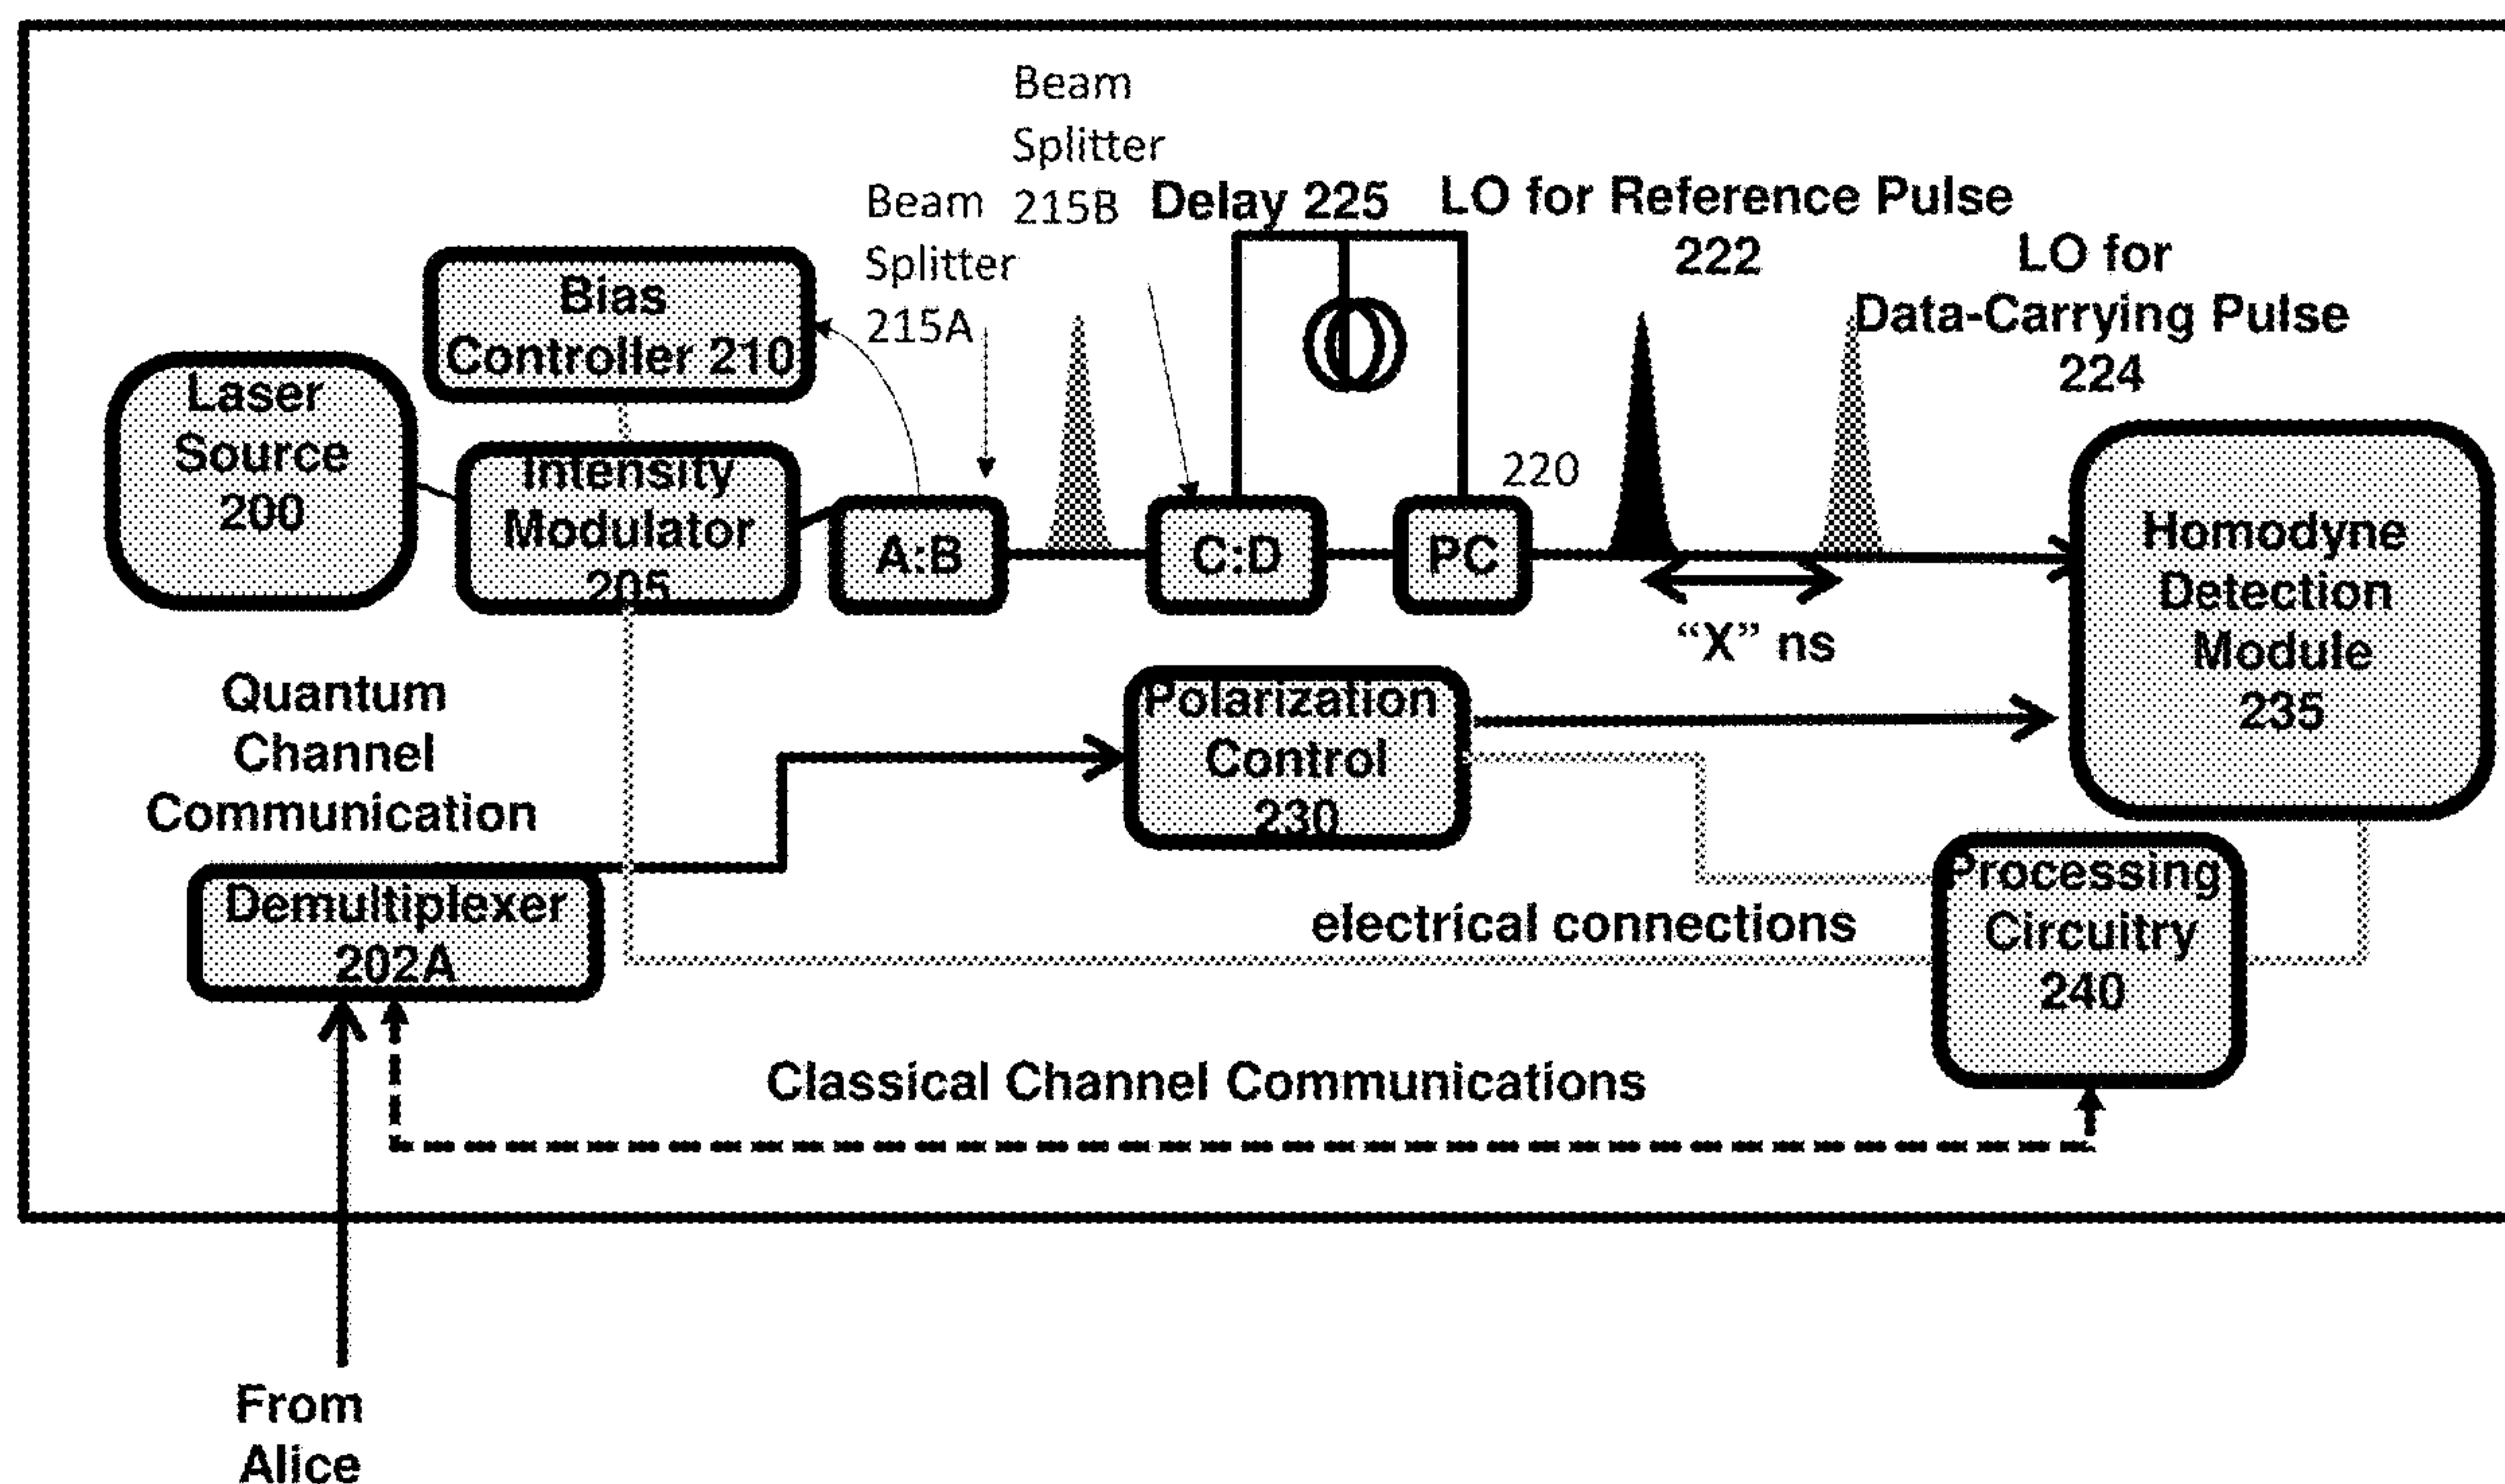 Beam
Splitter
215B
Beam
Splitter
215A
Delay 225
LO for Reference Pulse
222
LO for
Data-Carrying Pulse
224
Bias
Controller 210
Laser
Source
200
Intensity
Modulator
205
A:B
C:D
PC
220
"X" ns
Homodyne
Detection
Module
235
Quantum
Channel
Communication
Polarization
Control
230
Demultiplexer
202A
electrical connections
Processing
Circuitry
240
Classical Channel Communications
From
Alice